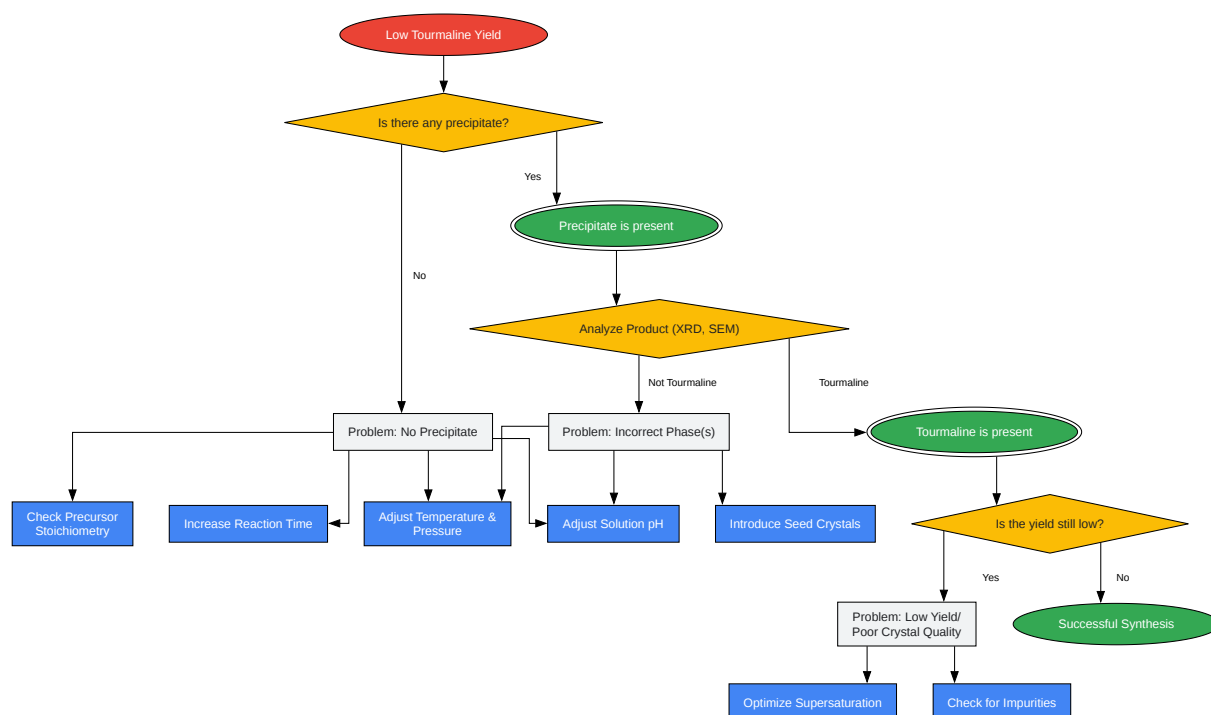 Low Tourmaline Yield
Is there any precipitate?
Yes
Precipitate is present
No
Analyze Product (XRD, SEM)
Not Tourmaline
Tourmaline
Problem: No Precipitate
Problem: Incorrect Phase(s)
Tourmaline is present
Check Precursor
Stoichiometry
Increase Reaction Time
Adjust Temperature &
Pressure
Adjust Solution pH
Introduce Seed Crystals
Is the yield still low?
Yes
No
Problem: Low Yield/
Poor Crystal Quality
Successful Synthesis
Optimize Supersaturation
Check for Impurities